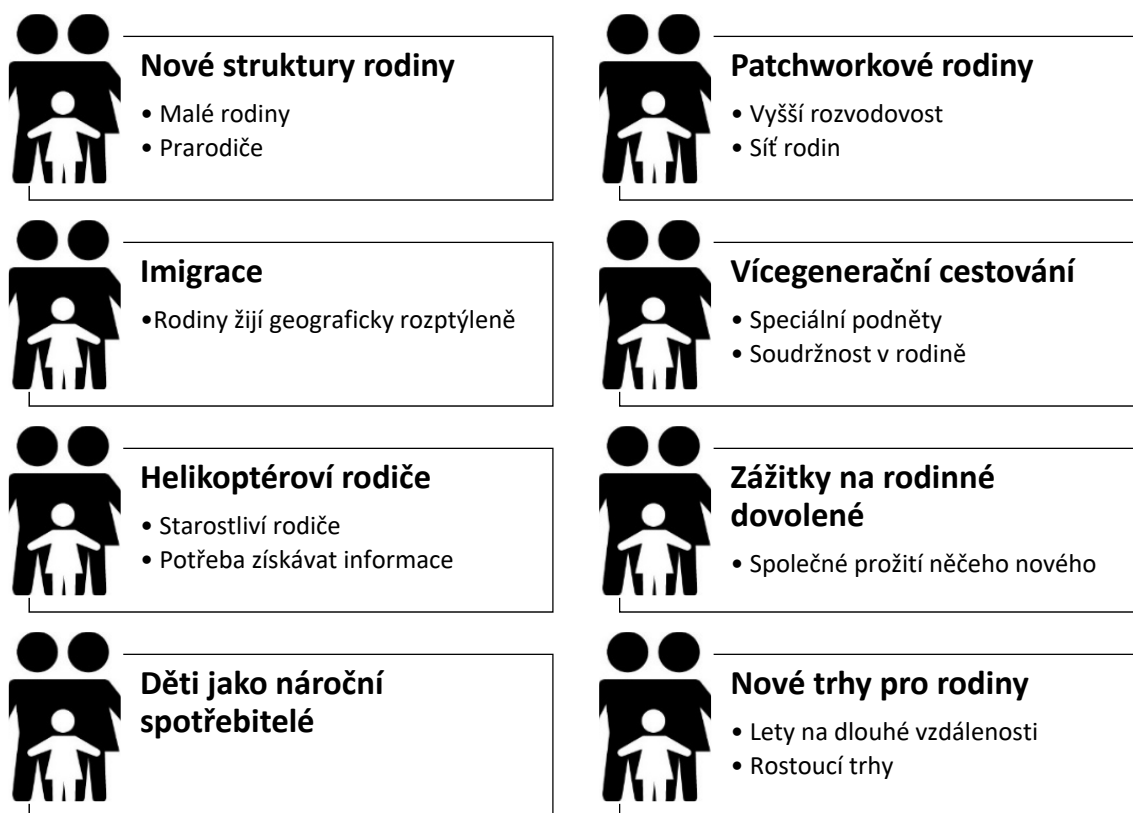 Nové struktury rodiny
• Malé rodiny
• Prarodiče
Patchworkové rodiny
• Vyšší rozvodovost
• Síť rodin
Imigrace
•Rodiny žijí geograficky rozptýleně
Vícegenerační cestování
• Speciální podněty
• Soudržnost v rodině
Helikoptéroví rodiče
• Starostliví rodiče
• Potřeba získávat informace
Zážitky na rodinné
dovolené
• Společné prožití něčeho nového
Děti jako nároční
spotřebitelé
Nové trhy pro rodiny
• Lety na dlouhé vzdálenosti
• Rostoucí trhy